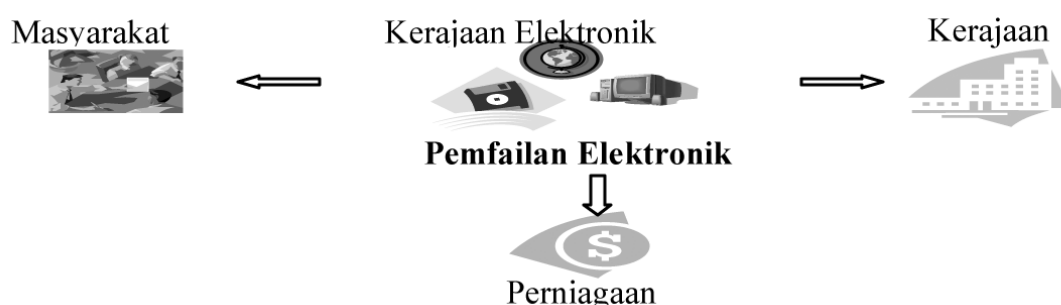 Masyarakat
Kerajaan Elektronik
Kerajaan
Pemfailan Elektronik
$
Perniagaan